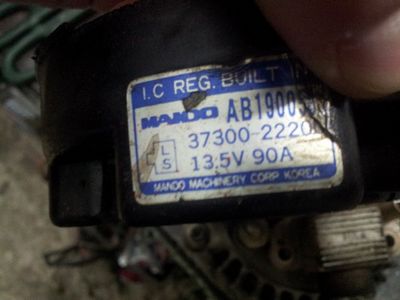 I.C REG. BUILT
MANDO
37300-2220
L
S
13.5V 90A
MANDO MACHINERY CORP. KOREA